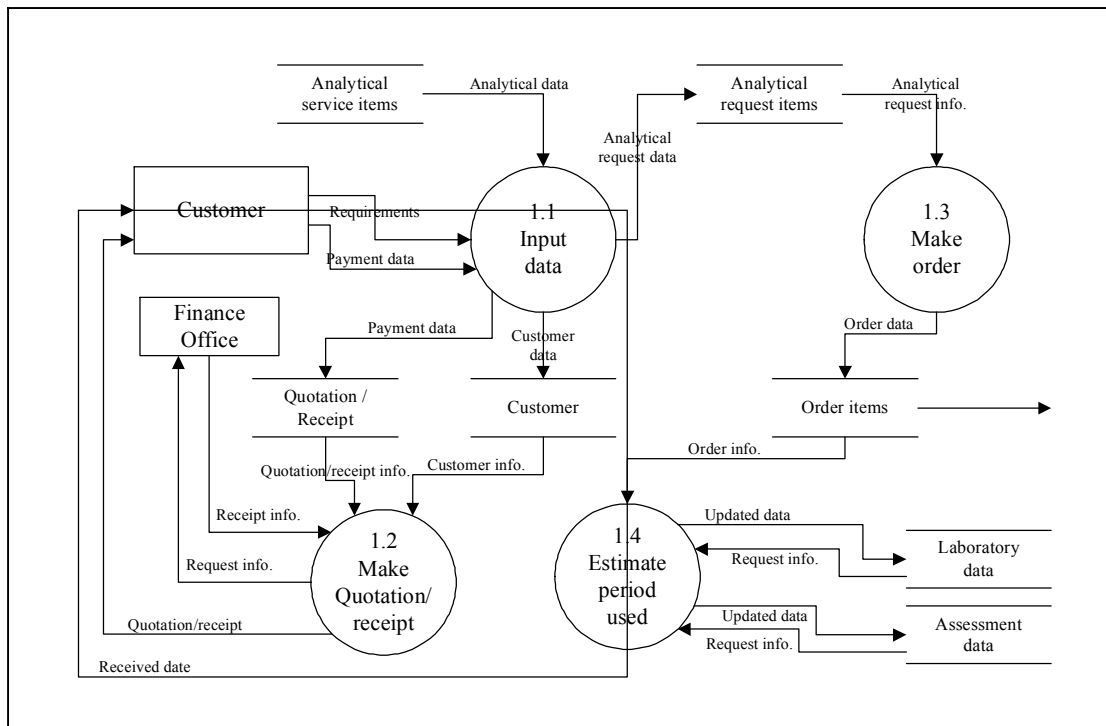 Analytical
service items
Analytical data
Analytical
request items
Analytical
request info.
Analytical
request data
Customer
Requirements
Payment data
1.1
Input
data
1.3
Make
order
Finance
Office
Payment data
Customer
data
Order data
Quotation /
Receipt
Customer
Order items
Quotation/receipt info.
Customer info.
Order info.
Receipt info.
Request info.
Quotation/receipt
1.2
Make
Quotation/
receipt
1.4
Estimate
period
used
Updated data
Request info.
Laboratory
data
Updated data
Request info.
Assessment
data
Received date